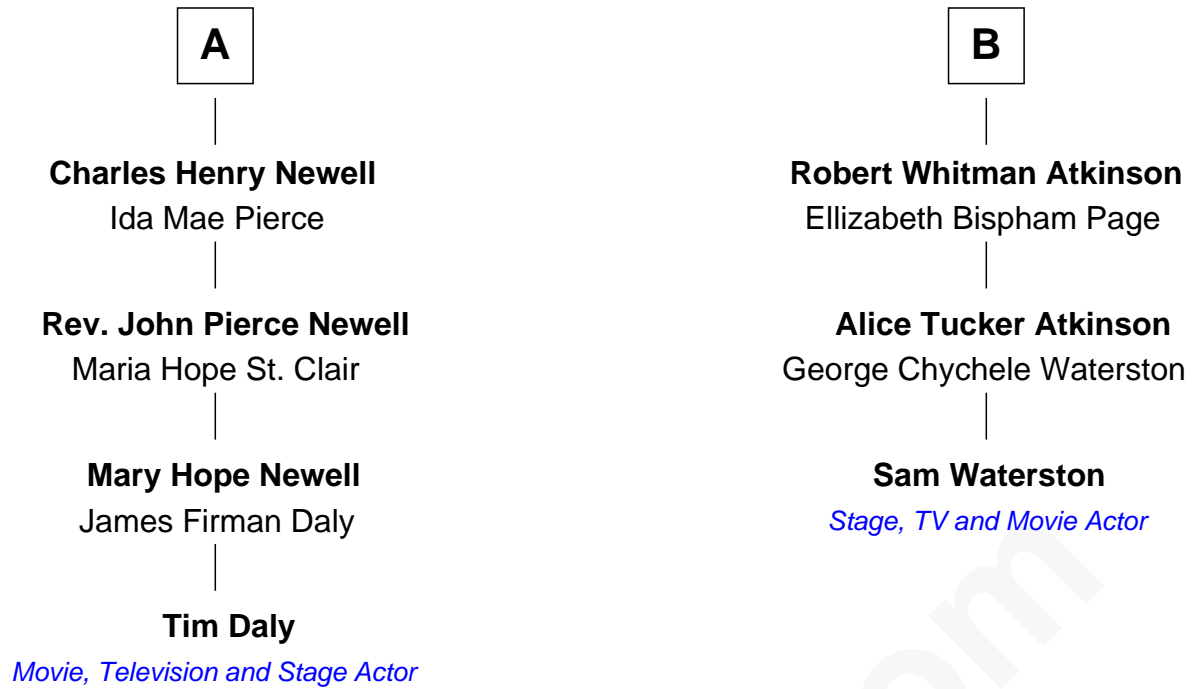 A
Charles Henry Newell
Ida Mae Pierce
Rev. John Pierce Newell
Maria Hope St. Clair
Mary Hope Newell
James Firman Daly
Tim Daly
Movie, Television and Stage Actor
B
Robert Whitman Atkinson
Ellizabeth Bispham Page
Alice Tucker Atkinson
George Chychele Waterston
Sam Waterston
Stage, TV and Movie Actor
om